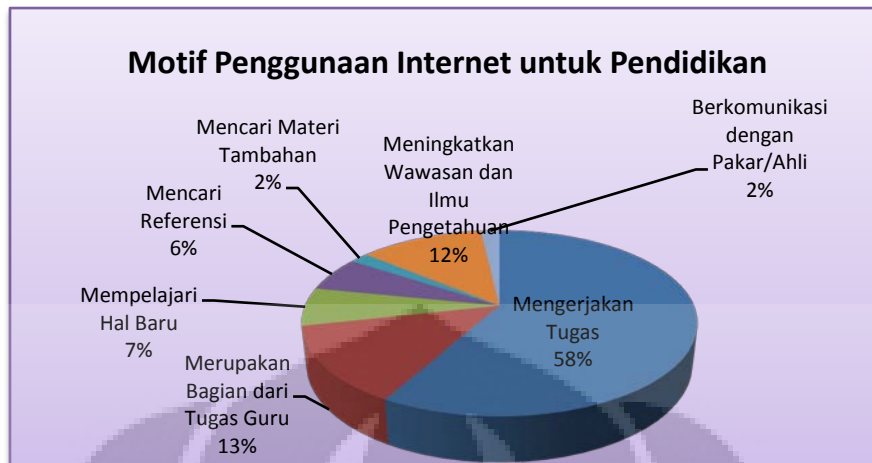 Motif Penggunaan Internet untuk Pendidikan
Berkomunikasi
dengan
Pakar/Ahli
2%
Mencari Materi
Tambahan
2%
Meningkatkan
Wawasan dan
Ilmu
Pengetahuan
12%
Mencari
Referensi
6%
Mempelajari
Hal Baru
7%
Mengerjakan
Tugas
58%
Merupakan
Bagian dari
Tugas Guru
13%